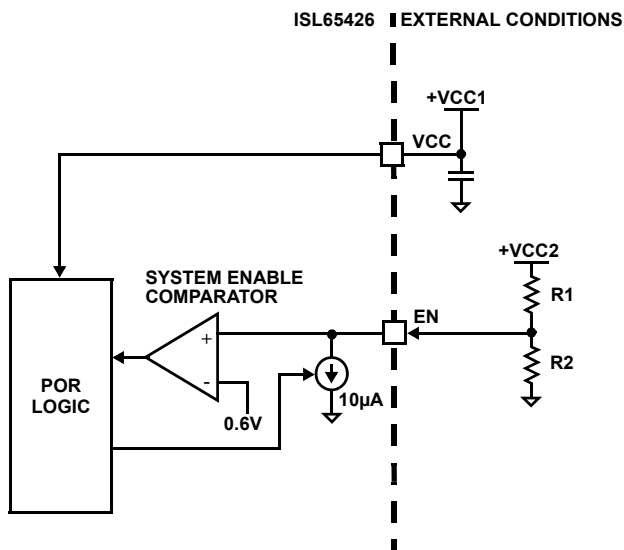 ISL65426
EXTERNAL CONDITIONS
+VCC1
VCC
+VCC2
R1
SYSTEM ENABLE
COMPARATOR
EN
+
R2
-
POR
LOGIC
0.6V
10µA